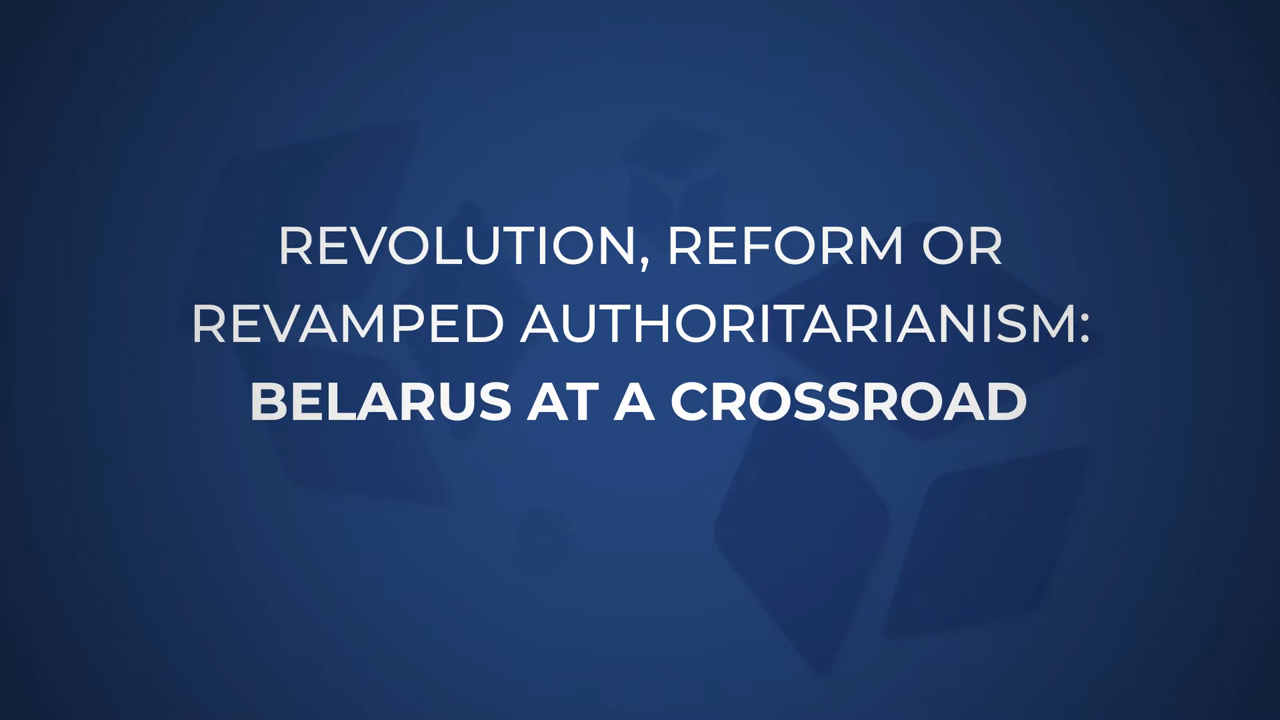 REVOLUTION, REFORM OR
REVAMPED AUTHORITARIANISM:
BELARUS AT A CROSSROAD